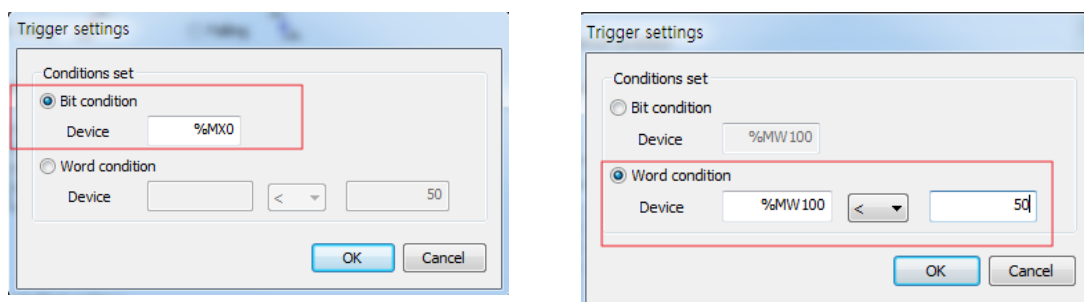 Trigger settings
Conditions set
Bit condition
Device %MX0
Word condition
Device < 50
OK Cancel
Trigger settings
Conditions set
Bit condition
Device %MW100
Word condition
Device %MW100 < 50
OK Cancel